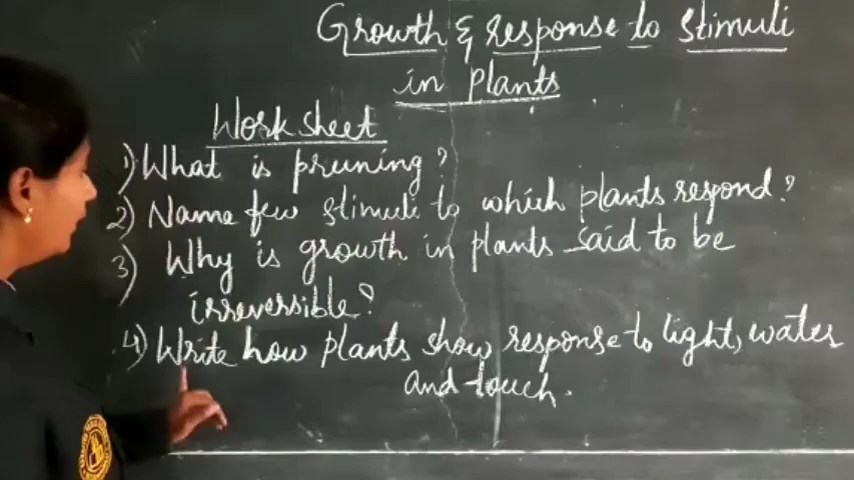 Growth & response to stimuli
in plants
Work sheet
1) What is pruning?
2) Name few stimuli to which plants respond?
3) Why is growth in plants said to be
irreversible?
4) Write how plants show response to light, water
and touch.